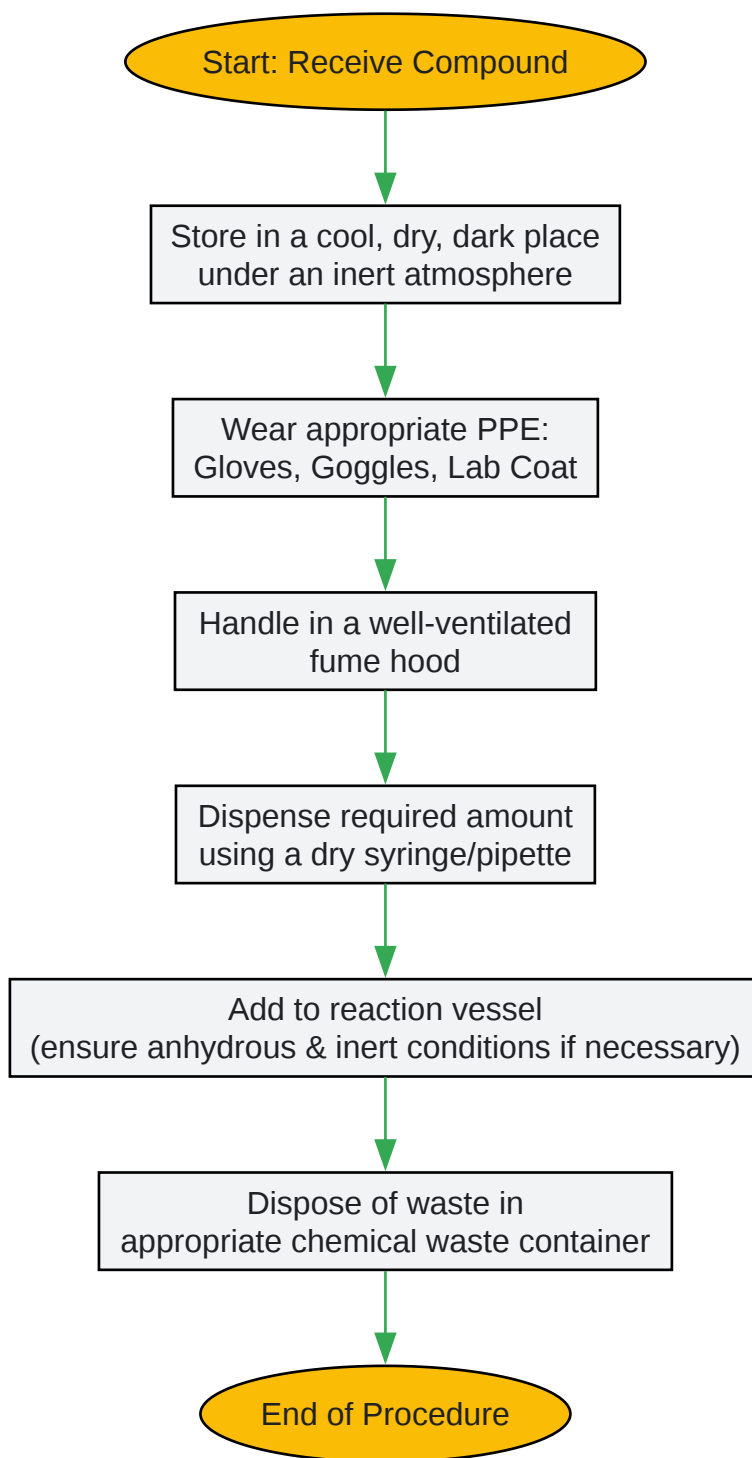 Start: Receive Compound
Store in a cool, dry, dark place
under an inert atmosphere
Wear appropriate PPE:
Gloves, Goggles, Lab Coat
Handle in a well-ventilated
fume hood
Dispense required amount
using a dry syringe/pipette
Add to reaction vessel
(ensure anhydrous & inert conditions if necessary)
Dispose of waste in
appropriate chemical waste container
End of Procedure